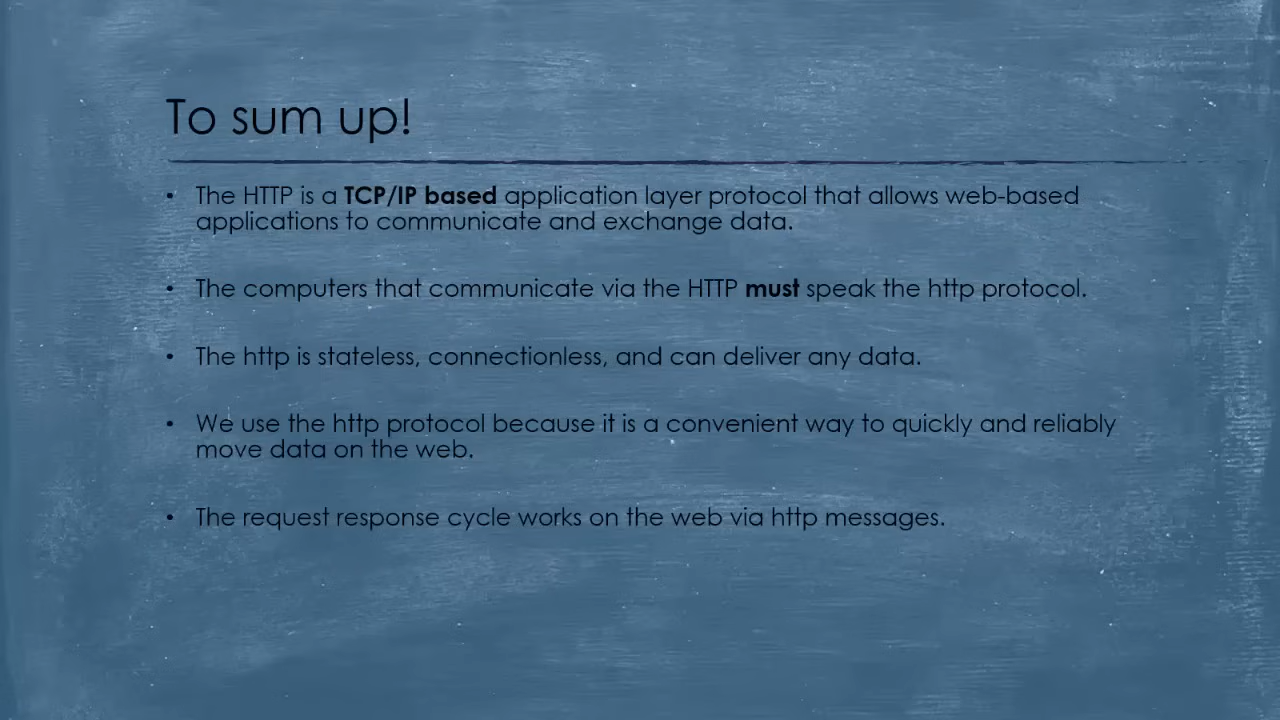 To sum up!
• The HTTP is a TCP/IP based application layer protocol that allows web-based
applications to communicate and exchange data.
• The computers that communicate via the HTTP must speak the http protocol.
• The http is stateless, connectionless, and can deliver any data.
• We use the http protocol because it is a convenient way to quickly and reliably
move data on the web.
• The request response cycle works on the web via http messages.